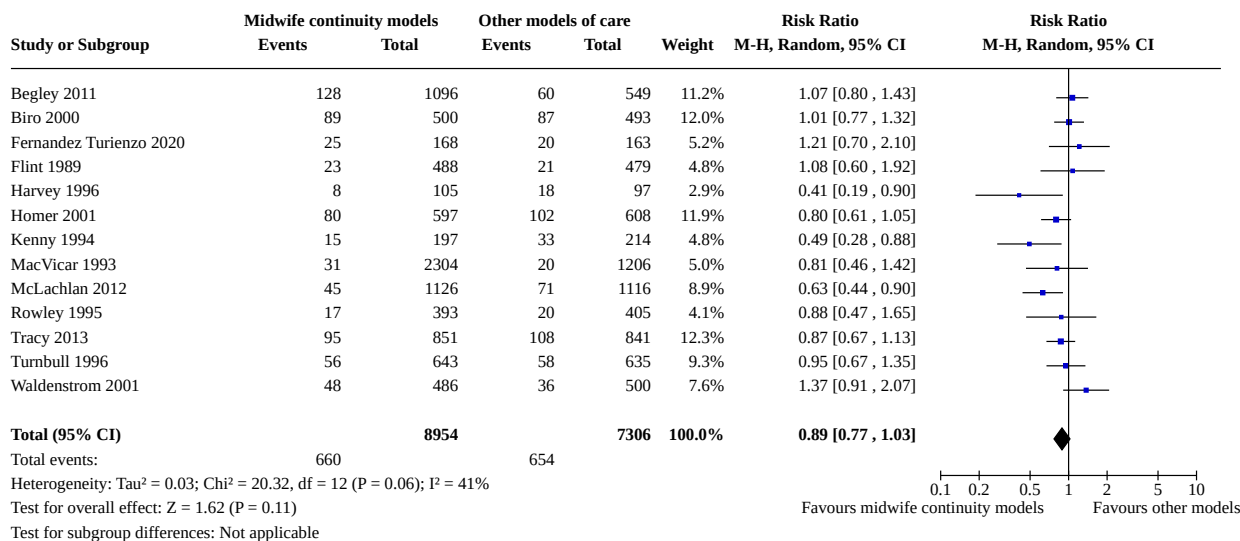 Midwife continuity models Other models of care Risk Ratio Risk Ratio
Study or Subgroup Events Total Events Total Weight M-H, Random, 95% CI M-H, Random, 95% CI
Begley 2011 128 1096 60 549 11.2% 1.07 [0.80 , 1.43]
Biro 2000 89 500 87 493 12.0% 1.01 [0.77 , 1.32]
Fernandez Turienzo 2020 25 168 20 163 5.2% 1.21 [0.70 , 2.10]
Flint 1989 23 488 21 479 4.8% 1.08 [0.60 , 1.92]
Harvey 1996 8 105 18 97 2.9% 0.41 [0.19 , 0.90]
Homer 2001 80 597 102 608 11.9% 0.80 [0.61 , 1.05]
Kenny 1994 15 197 33 214 4.8% 0.49 [0.28 , 0.88]
MacVicar 1993 31 2304 20 1206 5.0% 0.81 [0.46 , 1.42]
McLachlan 2012 45 1126 71 1116 8.9% 0.63 [0.44 , 0.90]
Rowley 1995 17 393 20 405 4.1% 0.88 [0.47 , 1.65]
Tracy 2013 95 851 108 841 12.3% 0.87 [0.67 , 1.13]
Turnbull 1996 56 643 58 635 9.3% 0.95 [0.67 , 1.35]
Waldenstrom 2001 48 486 36 500 7.6% 1.37 [0.91 , 2.07]
Total (95% CI) 8954 7306 100.0% 0.89 [0.77 , 1.03]
Total events: 660 654
Heterogeneity: Tau² = 0.03; Chi² = 20.32, df = 12 (P = 0.06); I² = 41%
0.1 0.2 0.5 1 2 5 10
Test for overall effect: Z = 1.62 (P = 0.11) Favours midwife continuity models Favours other models
Test for subgroup differences: Not applicable